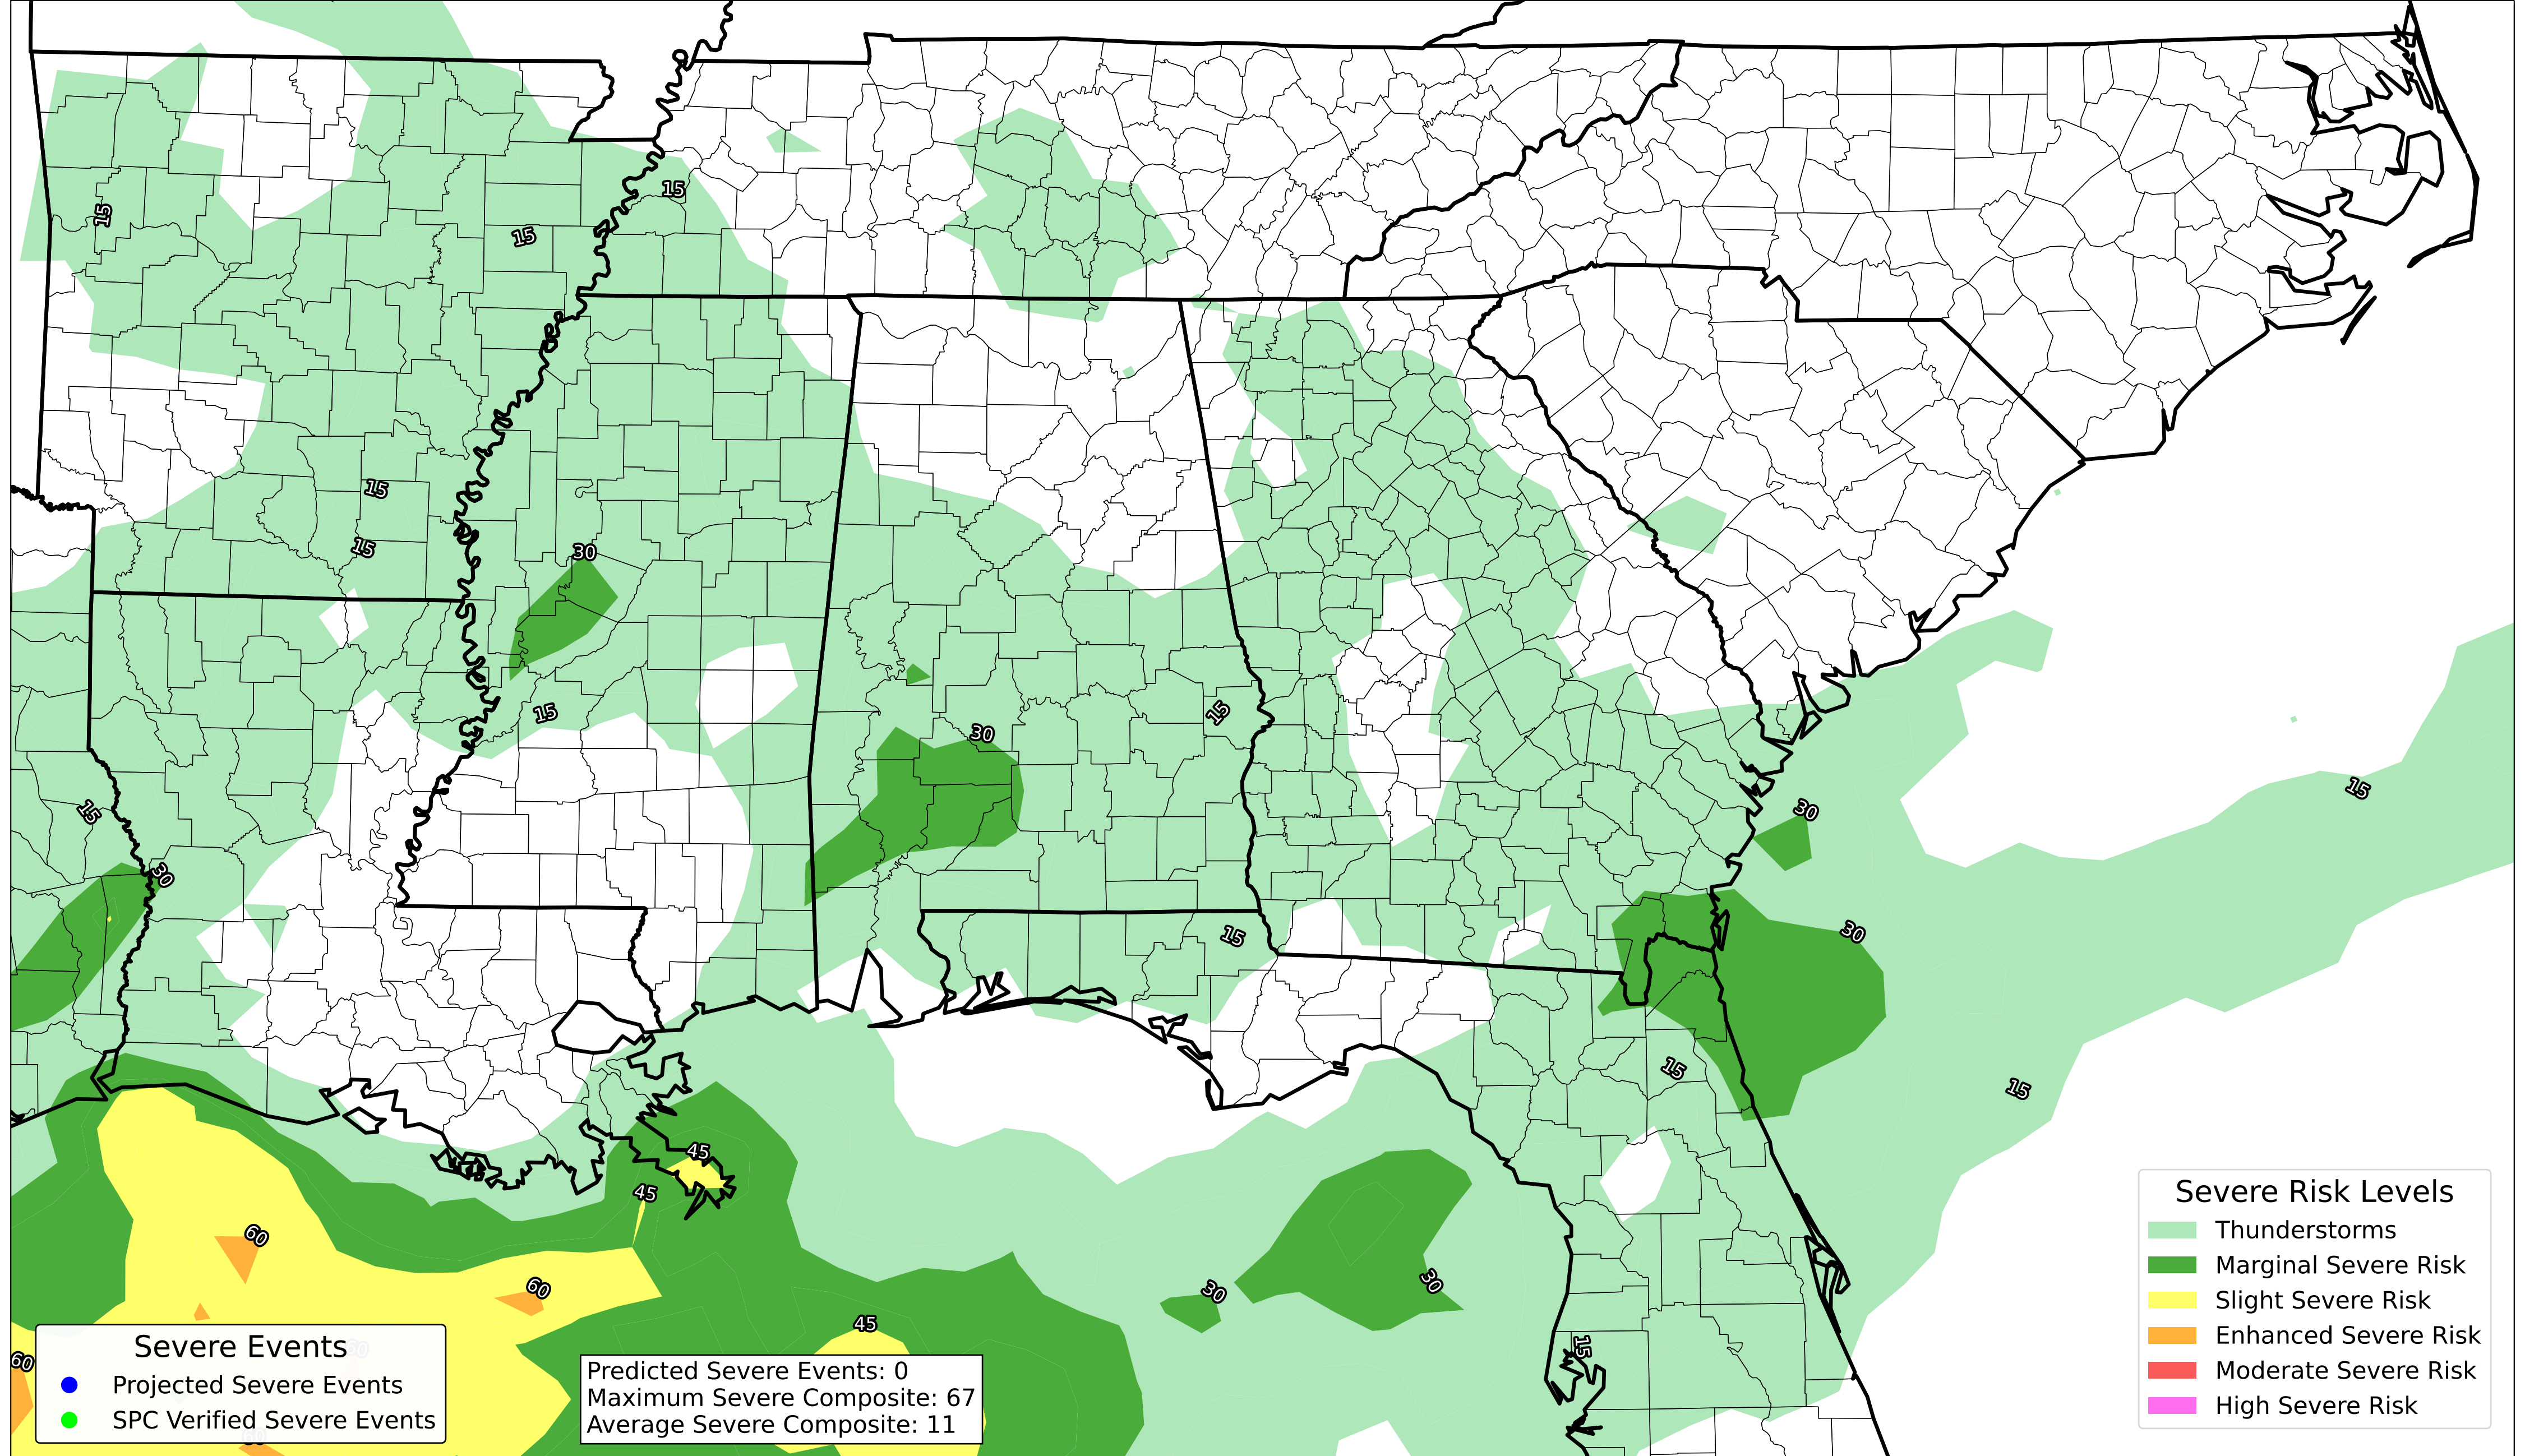 15
15
15
15
15
30
15
30
15
15
30
30
15
30
15
15
15
45
45
60
60
30
30
45
15
60
60
60
Severe Risk Levels
Thunderstorms
Marginal Severe Risk
Slight Severe Risk
Enhanced Severe Risk
Moderate Severe Risk
High Severe Risk
Severe Events
Projected Severe Events
SPC Verified Severe Events
Predicted Severe Events: 0
Maximum Severe Composite: 67
Average Severe Composite: 11